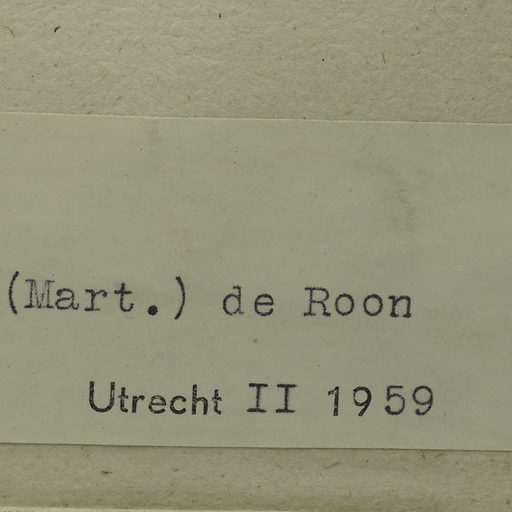 (Mart.) de Roon
Utrecht II 1959